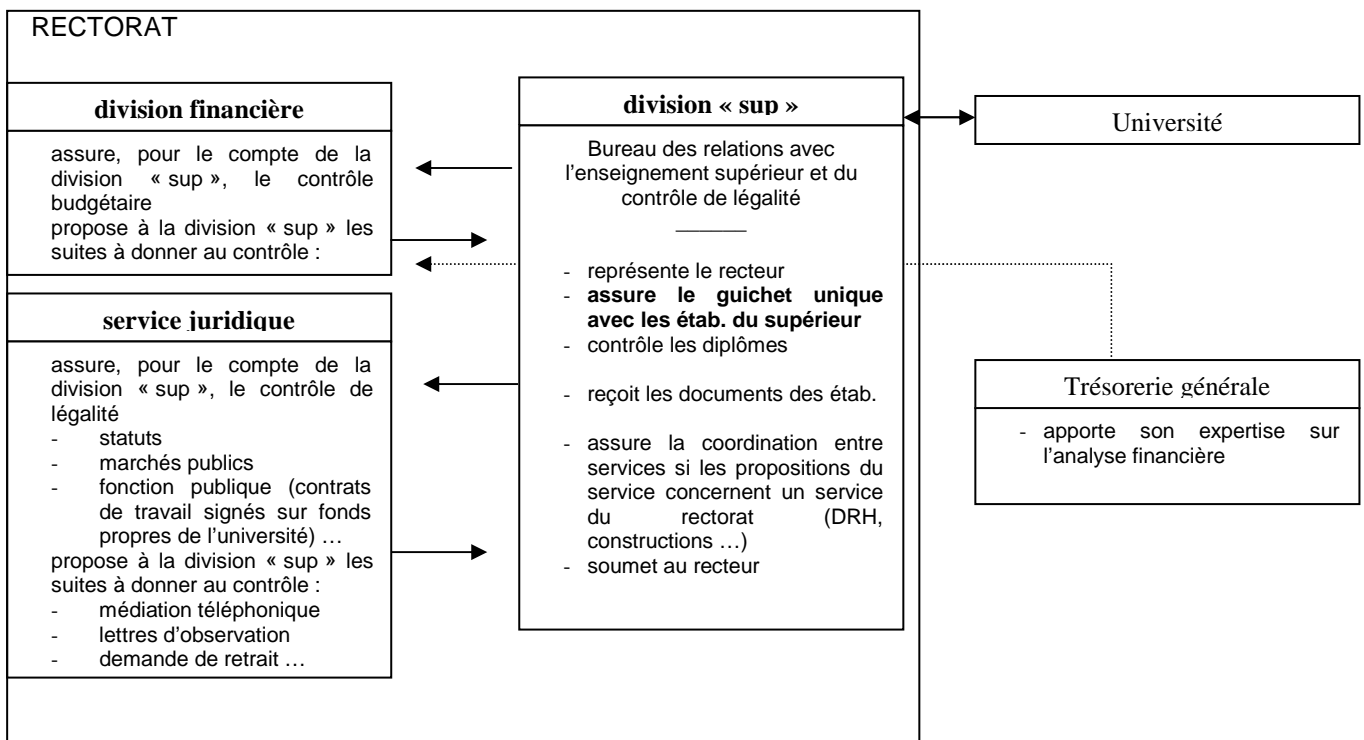 RECTORAT
division financière
assure, pour le compte de la
division « sup », le contrôle
budgétaire
propose à la division « sup » les
suites à donner au contrôle :
service juridique
assure, pour le compte de la
division « sup », le contrôle de
légalité
- statuts
- marchés publics
- fonction publique (contrats
de travail signés sur fonds
propres de l’université) …
propose à la division « sup » les
suites à donner au contrôle :
- médiation téléphonique
- lettres d’observation
- demande de retrait …
division « sup »
Bureau des relations avec
l’enseignement supérieur et du
contrôle de légalité
- représente le recteur
- assure le guichet unique
avec les étab. du supérieur
- contrôle les diplômes
- reçoit les documents des étab.
- assure la coordination entre
services si les propositions du
service concernent un service
du rectorat (DRH,
constructions …)
- soumet au recteur
Université
Trésorerie générale
- apporte son expertise sur
l’analyse financière